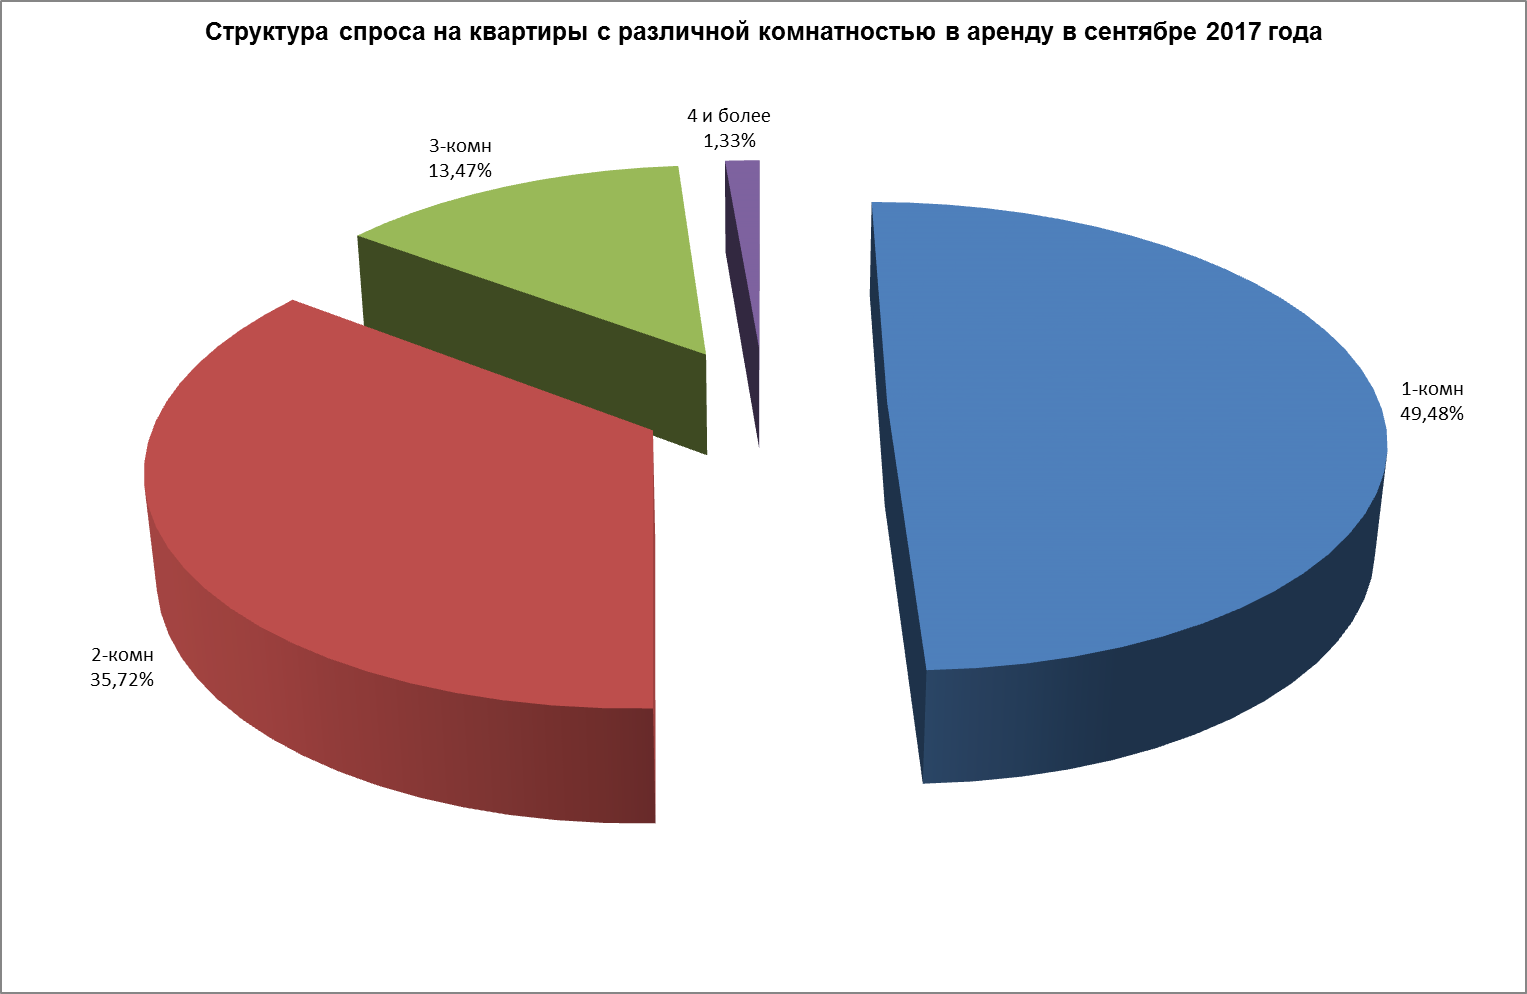 Структура спроса на квартиры с различной комнатностью в аренду в сентябре 2017 года
4 и более
1,33%
3-комн
13,47%
1-комн
49,48%
2-комн
35,72%